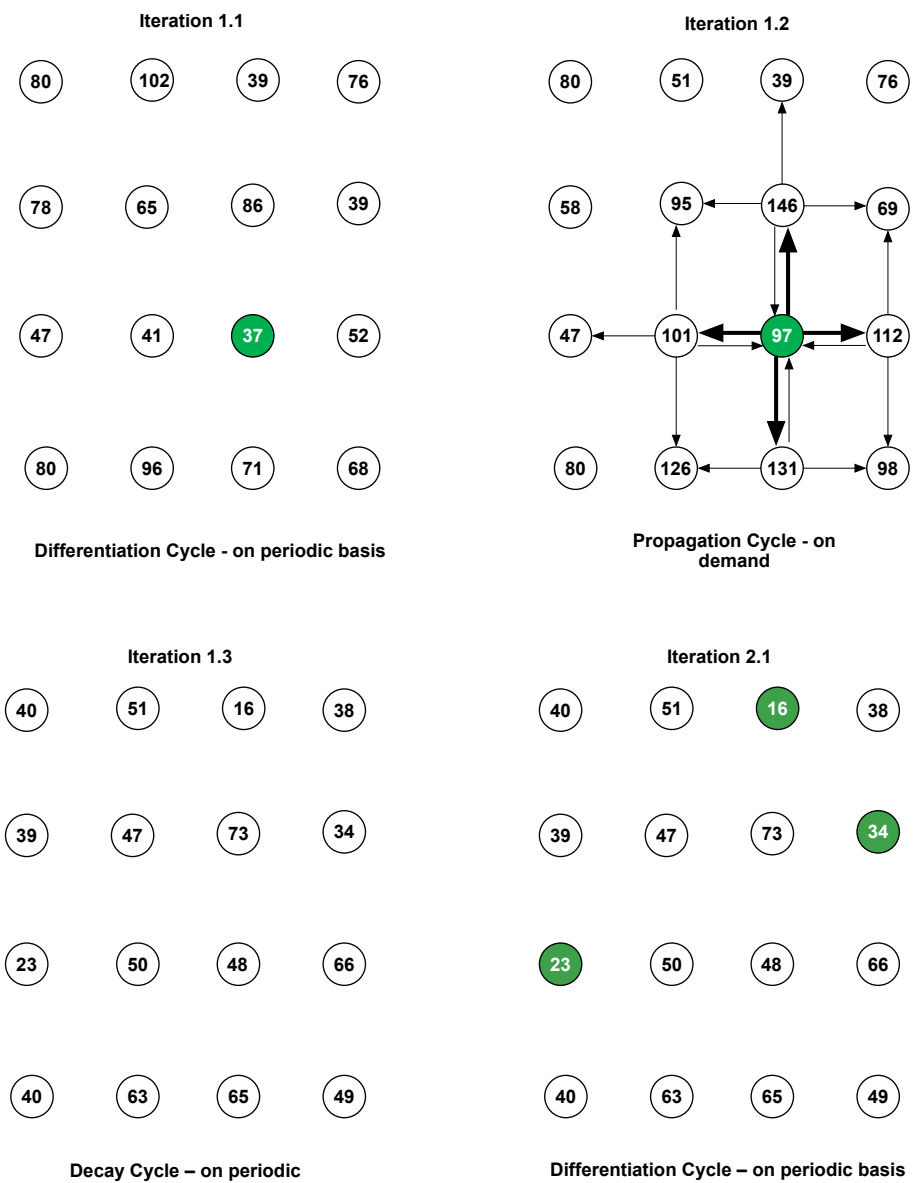 Iteration 1.1
80 102 39 76
78 65 86 39
47 41 37 52
80 96 71 68
Differentiation Cycle - on periodic basis
Iteration 1.2
80 51 39 76
58 95 146 69
47 101 97 112
80 126 131 98
Propagation Cycle - on
demand
Iteration 1.3
40 51 16 38
39 47 73 34
23 50 48 66
40 63 65 49
Decay Cycle – on periodic
Iteration 2.1
40 51 16 38
39 47 73 34
23 50 48 66
40 63 65 49
Differentiation Cycle – on periodic basis